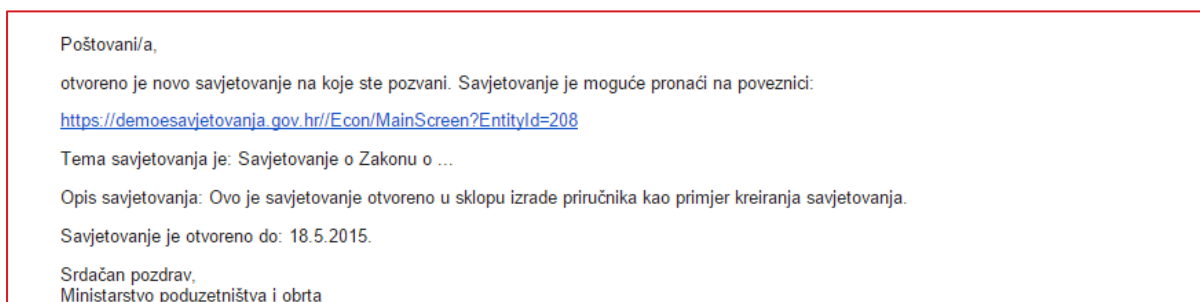 Poštovani/a,
otvoreno je novo savjetovanje na koje ste pozvani. Savjetovanje je moguće pronaći na poveznici:
https://demoesavjetovanja.gov.hr//Econ/MainScreen?EntityId=208
Tema savjetovanja je: Savjetovanje o Zakonu o ...
Opis savjetovanja: Ovo je savjetovanje otvoreno u sklopu izrade priručnika kao primjer kreiranja savjetovanja.
Savjetovanje je otvoreno do: 18.5.2015.
Srdačan pozdrav,
Ministarstvo poduzetništva i obrta